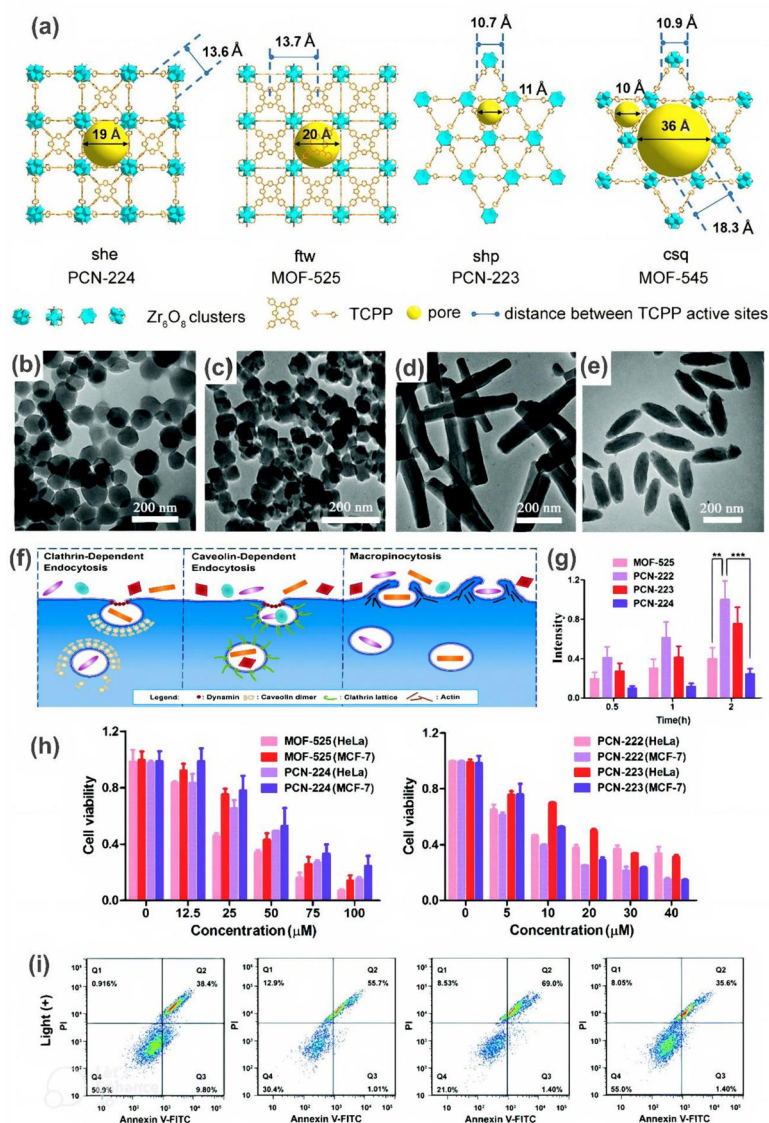 (a)
13.6 Å
13.7 Å
10.7 Å
10.9 Å
19 Å
20 Å
11 Å
10 Å
36 Å
18.3 Å
she
PCN-224
ftw
MOF-525
shp
PCN-223
csq
MOF-545
Zr6O8 clusters
TCPP
pore
distance between TCPP active sites
(b)
200 nm
(c)
200 nm
(d)
200 nm
(e)
200 nm
(f)
Clathrin-Dependent
Endocytosis
Caveolin-Dependent
Endocytosis
Macropinocytosis
Legend:
: Dynamin
: Caveolin dimer
: Clathrin lattice
: Actin
(g)
MOF-525
PCN-222
PCN-223
PCN-224
** ***
Intensity
1.2
0.8
0.4
0.0
0.5 1 2
Time(h)
(h)
MOF-525 (HeLa)
MOF-525 (MCF-7)
PCN-224 (HeLa)
PCN-224 (MCF-7)
Cell viability
1.2
0.8
0.4
0.0
0 12.5 25 50 75 100
Concentration (μM)
PCN-222 (HeLa)
PCN-222 (MCF-7)
PCN-223 (HeLa)
PCN-223 (MCF-7)
Cell viability
1.2
0.8
0.4
0.0
0 5 10 20 30 40
Concentration (μM)
(i)
Light (+)
PI
Q1
0.916%
Q2
38.4%
Q4
50.9%
Q3
9.80%
Annexin V-FITC
PI
Q1
12.9%
Q2
55.7%
Q4
30.4%
Q3
1.01%
Annexin V-FITC
PI
Q1
8.53%
Q2
69.0%
Q4
21.0%
Q3
1.40%
Annexin V-FITC
PI
Q1
8.05%
Q2
35.6%
Q4
55.0%
Q3
1.40%
Annexin V-FITC